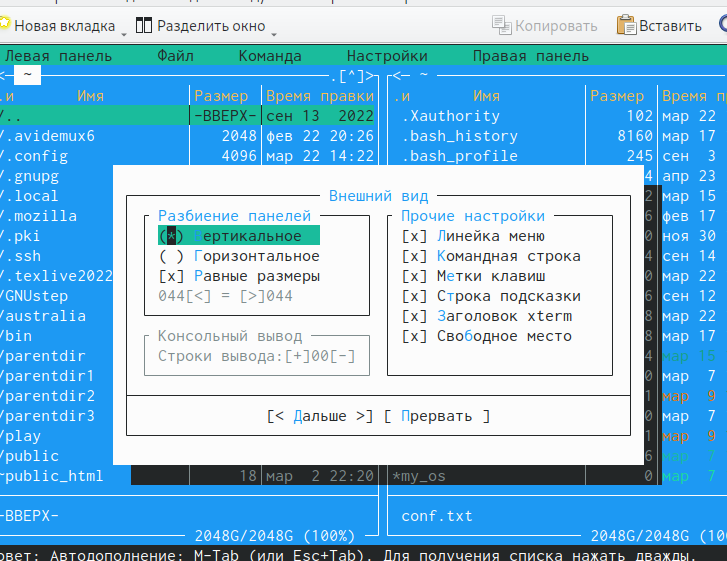 Новая вкладка Разделить окно Копировать Вставить
Левая панель Файл Команда Настройки Правая панель
<─ ~ .[^]> <─ ~
.и Имя Размер Время правки .и Имя Размер Время п
/.. -ВВЕРХ- сен 13 2022 .Xauthority 102 мар 22
/.avidemux6 2048 фев 22 20:26 .bash_history 8160 мар 17
/.config 4096 мар 22 14:22 .bash_profile 245 сен 3
/.gnupg 4 апр 23
/.local 2 мар 15
/.mozilla 6 фев 17
/.pki 0 ноя 30
/.ssh 4 сен 14
/.texlive2022 0 мар 22
/GNUstep 6 сен 12
/australia 8 мар 22
/bin 8 мар 17
/parentdir 4 мар 15
/parentdir1 0 мар 7
/parentdir2 1 мар 9
/parentdir3 0 мар 7
/play 1 мар 9
/public 6 мар 7
~public_html 18 мар 2 22:20 *my_os 0 мар 7
Внешний вид
Разбиение панелей
(*) Вертикальное
( ) Горизонтальное
[x] Равные размеры
044[<] = [>]044
Консольный вывод
Строки вывода:[+]00[-]
Прочие настройки
[x] Линейка меню
[x] Командная строка
[x] Метки клавиш
[x] Строка подсказки
[x] Заголовок xterm
[x] Свободное место
[< Дальше >] [ Прервать ]
-ВВЕРХ- conf.txt
2048G/2048G (100%) 2048G/2048G (100
овет: Автодополнение: M-Tab (или Esc+Tab). Для получения списка нажать дважды.